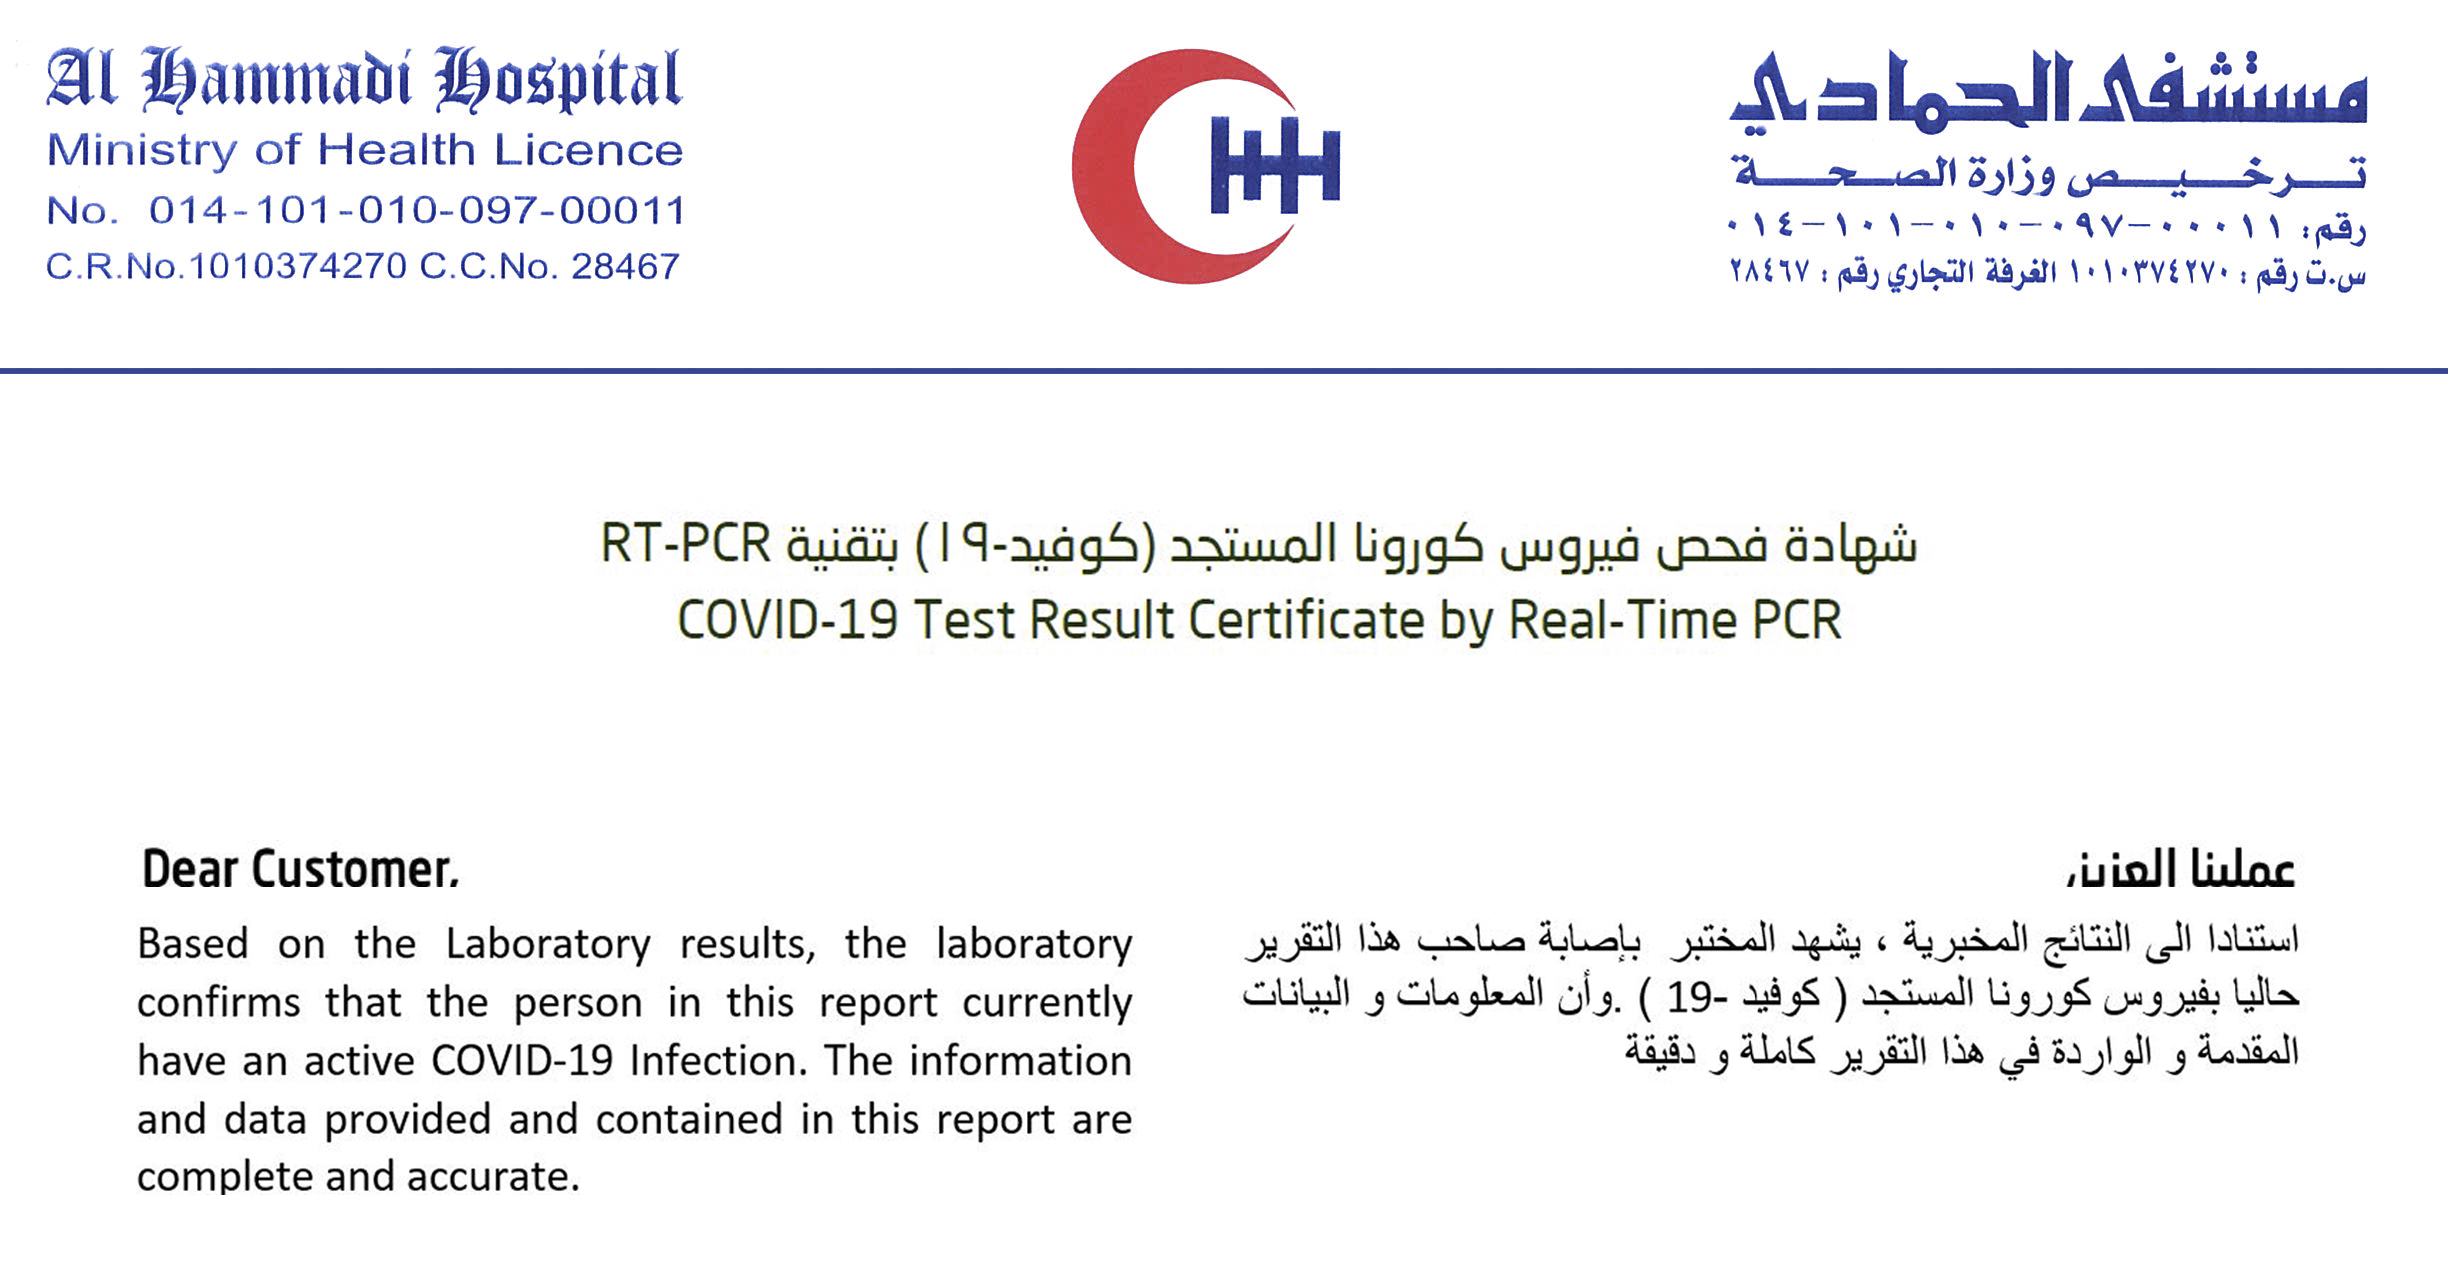 Al Hammadi Hospital
Ministry of Health Licence
No. 014-101-010-097-00011
C.R.No.1010374270 C.C.No. 28467
HH
مستشفى الحمادي
تـرخـيـص وزارة الصـحـة
رقم: ٠١٤-١٠١-٠١٠-٠٩٧-٠٠٠١١
س.ت رقم : ١٠١٠٣٧٤٢٧٠ الغرفة التجاري رقم : ٢٨٤٦٧
شهادة فحص فيروس كورونا المستجد (كوفيد-١٩) بتقنية RT-PCR
COVID-19 Test Result Certificate by Real-Time PCR
Dear Customer,
Based on the Laboratory results, the laboratory
confirms that the person in this report currently
have an active COVID-19 Infection. The information
and data provided and contained in this report are
complete and accurate.
عملينا العزيز,
استنادا الى النتائج المخبرية ، يشهد المختبر بإصابة صاحب هذا التقرير
حاليا بفيروس كورونا المستجد ( كوفيد -19 ) .وأن المعلومات و البيانات
المقدمة و الواردة في هذا التقرير كاملة و دقيقة